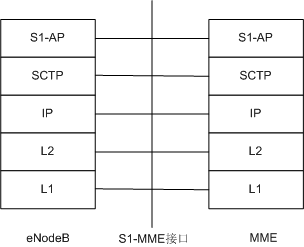 S1-AP S1-AP
SCTP SCTP
IP IP
L2 L2
L1 L1
eNodeB S1-MME接口 MME